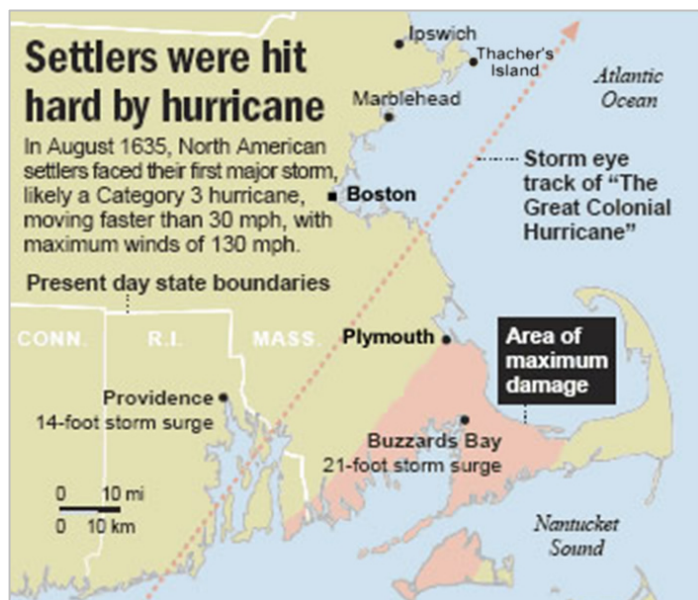 Settlers were hit
hard by hurricane
In August 1635, North American
settlers faced their first major storm,
likely a Category 3 hurricane,
moving faster than 30 mph, with
maximum winds of 130 mph.
Ipswich
Thacher's
Island
Marblehead
Atlantic
Ocean
Boston
Storm eye
track of “The
Great Colonial
Hurricane”
Present day state boundaries
CONN.
R.I.
MASS.
Plymouth
Area of
maximum
damage
Providence
14-foot storm surge
Buzzards Bay
21-foot storm surge
0 10 mi
0 10 km
Nantucket
Sound